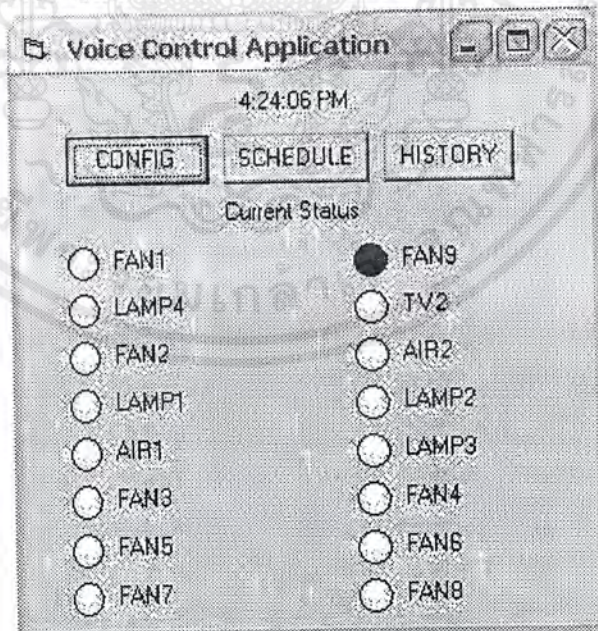 Voice Control Application
4:24:06 PM
CONFIG SCHEDULE HISTORY
Current Status
FAN1 FAN9
LAMP4 TV2
FAN2 AIR2
LAMP1 LAMP2
AIR1 LAMP3
FAN3 FAN4
FAN5 FAN6
FAN7 FAN8